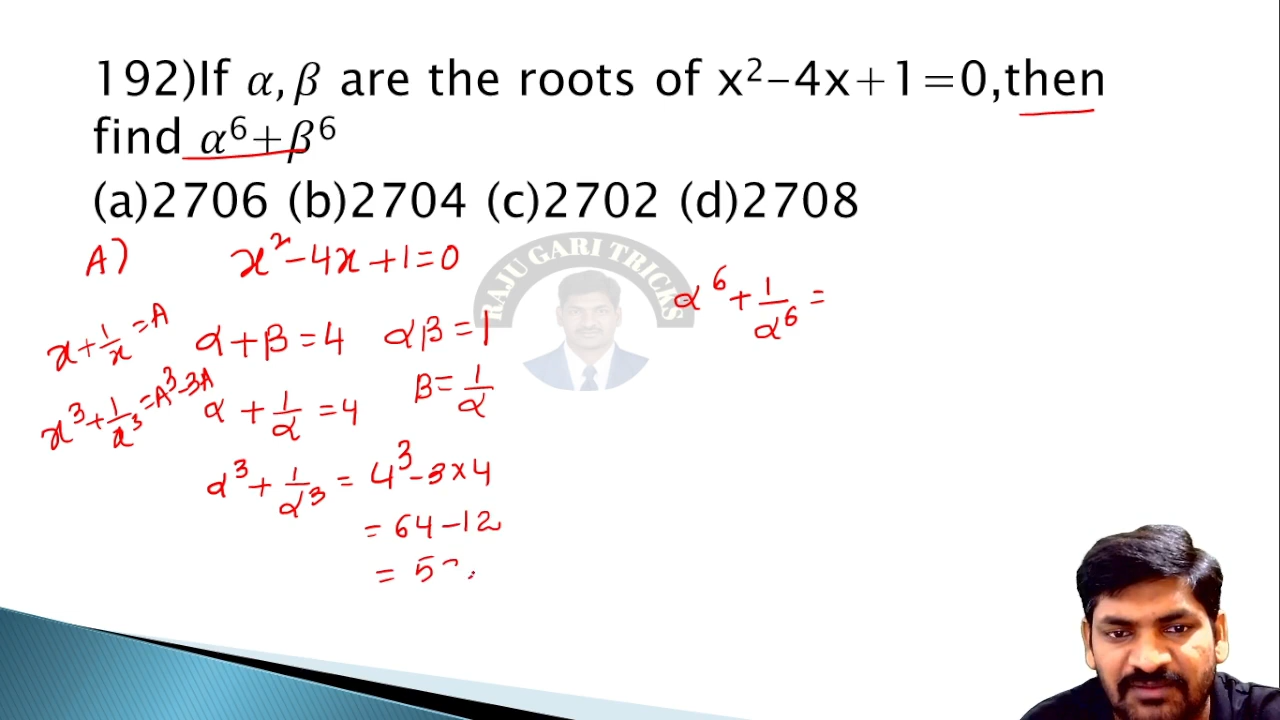 192)If α,β are the roots of x²-4x+1=0,then
find α⁶+β⁶
(a)2706 (b)2704 (c)2702 (d)2708
A) x²-4x+1=0
RAJU GARI TRICKS
α⁶+1/α⁶ =
x+1/x=A
α+β=4 αβ=1
x³+1/x³=A³-3A
α+1/α=4 β=1/α
α³+1/α³ = 4³-3×4
= 64-12
= 5